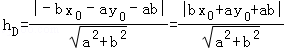 h_D = |-bx_0 - ay_0 - ab| / √(a^2+b^2) = |bx_0+ay_0+ab| / √(a^2+b^2)